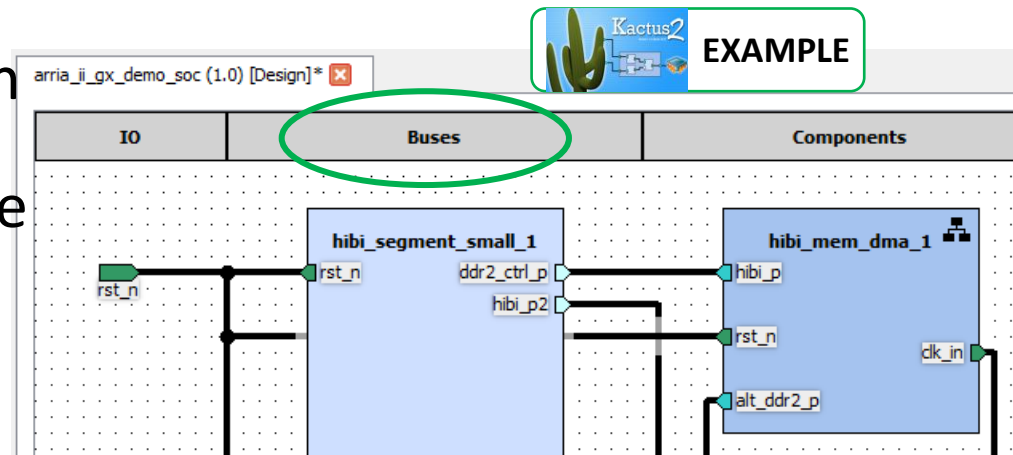 Kactus2
EXAMPLE
n
arria_ii_gx_demo_soc (1.0) [Design]*
IO
Buses
Components
e
hibi_segment_small_1
hibi_mem_dma_1
rst_n
rst_n
ddr2_ctrl_p
hibi_p
hibi_p2
rst_n
clk_in
alt_ddr2_p